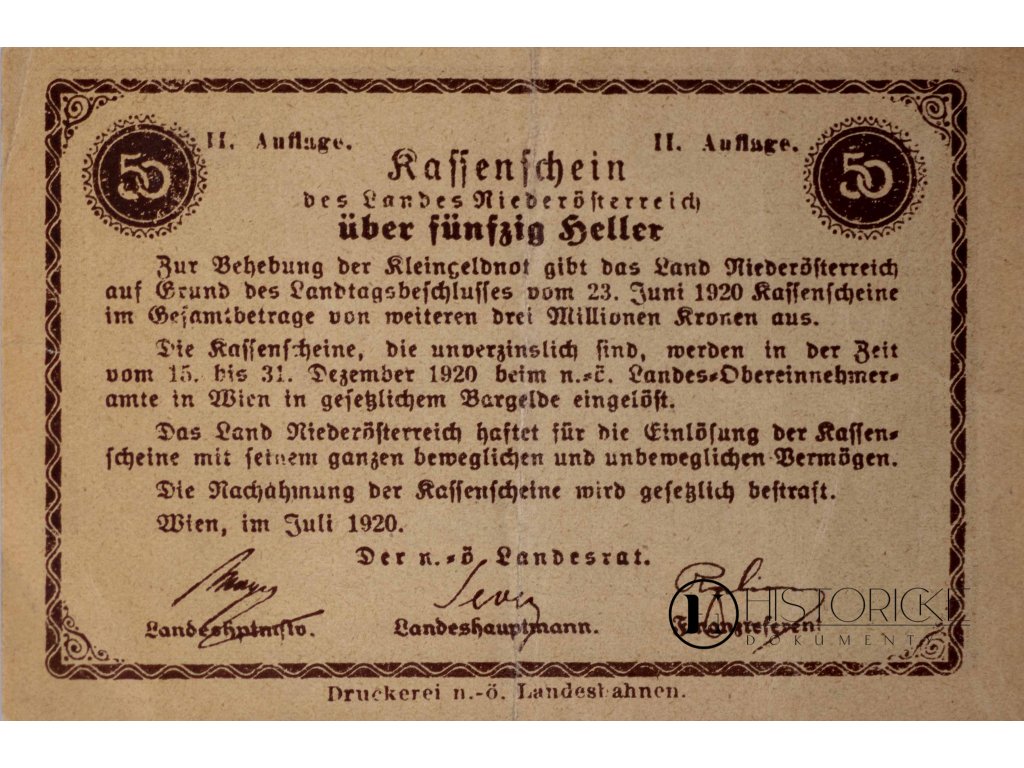 50 II. Auflage. II. Auflage. 50
Kassenschein
des Landes Niederösterreich
über fünfzig Heller
Zur Behebung der Kleingeldnot gibt das Land Niederösterreich
auf Grund des Landtagsbeschlusses vom 23. Juni 1920 Kassenscheine
im Gesamtbetrage von weiteren drei Millionen Kronen aus.
Die Kassenscheine, die unverzinslich sind, werden in der Zeit
vom 15. bis 31. Dezember 1920 beim n.-ö. Landes-Obereinnehmer-
amte in Wien in gesetzlichem Bargelde eingelöst.
Das Land Niederösterreich haftet für die Einlösung der Kassen-
scheine mit seinem ganzen beweglichen und unbeweglichen Vermögen.
Die Nachahmung der Kassenscheine wird gesetzlich bestraft.
Wien, im Juli 1920.
Der n.-ö. Landesrat.
Mayer Sever
Landeshptmstv. Landeshauptmann. Finanzreferent
HISTORICKÉ
DOKUMENTY
Druckerei n.-ö. Landesbahnen.